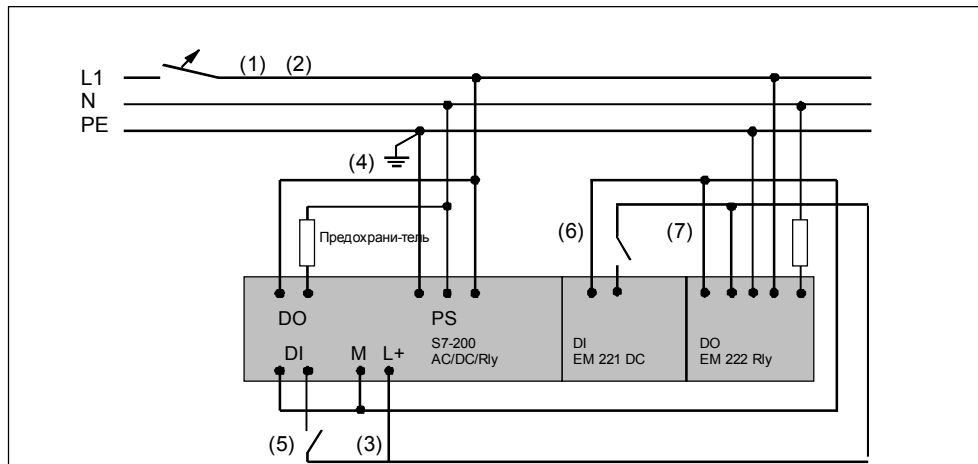 L1 (1) (2)
N
PE
(4)
(6) (7)
Предохрани-тель
DO PS
S7-200
AC/DC/Rly
DI
EM 221 DC
DO
EM 222 Rly
DI M L+
(5) (3)